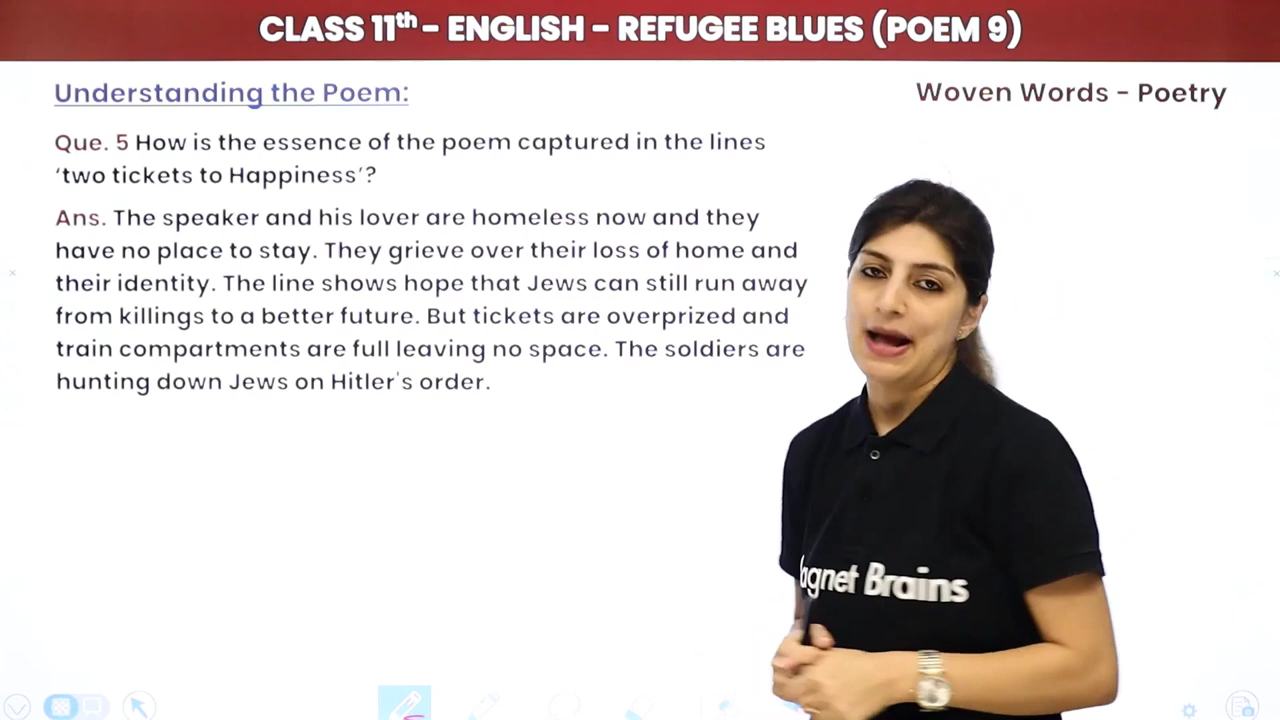 CLASS 11th - ENGLISH - REFUGEE BLUES (POEM 9)
Understanding the Poem:
Woven Words - Poetry
Que. 5 How is the essence of the poem captured in the lines
'two tickets to Happiness'?
Ans. The speaker and his lover are homeless now and they
have no place to stay. They grieve over their loss of home and
their identity. The line shows hope that Jews can still run away
from killings to a better future. But tickets are overprized and
train compartments are full leaving no space. The soldiers are
hunting down Jews on Hitler's order.
agnet Brains